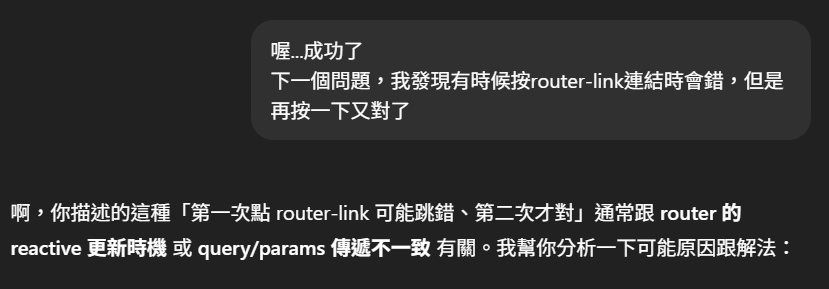 喔...成功了
下一個問題，我發現有時候按router-link連結時會錯，但是
再按一下又對了
啊，你描述的這種「第一次點 router-link 可能跳錯、第二次才對」通常跟 router 的
reactive 更新時機 或 query/params 傳遞不一致 有關。我幫你分析一下可能原因跟解法：